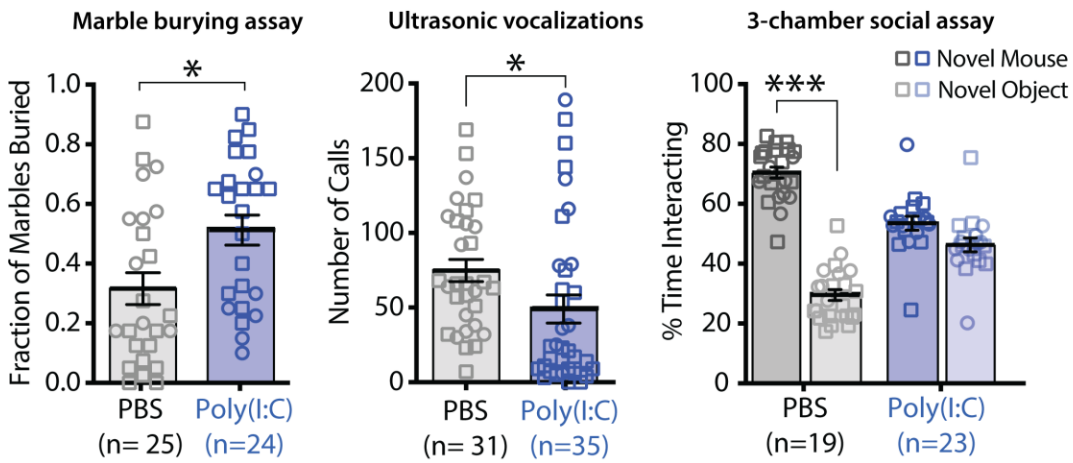 Marble burying assay
*
Fraction of Marbles Buried
1.0
0.8
0.6
0.4
0.2
0.0
PBS
(n= 25)
Poly(I:C)
(n=24)
Ultrasonic vocalizations
*
Number of Calls
200
150
100
50
0
PBS
(n= 31)
Poly(I:C)
(n=35)
3-chamber social assay
Novel Mouse
Novel Object
***
% Time Interacting
100
80
60
40
20
0
PBS
(n=19)
Poly(I:C)
(n=23)